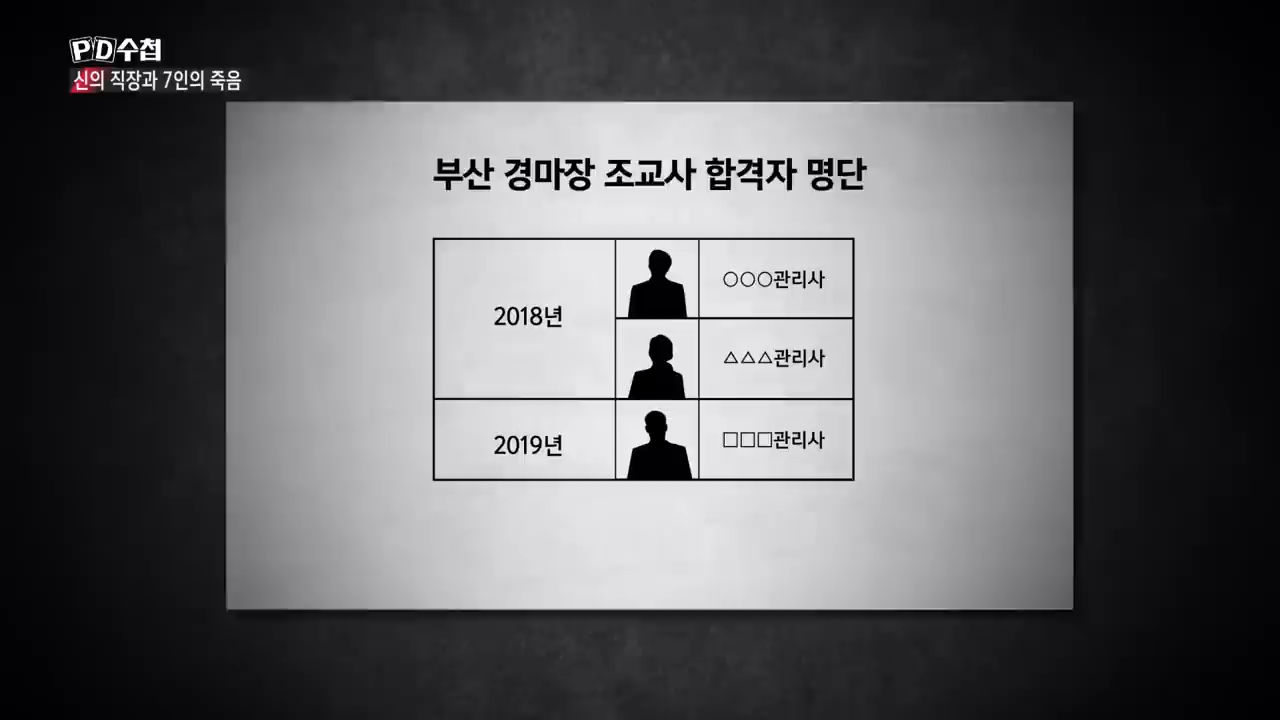 PD수첩
신의 직장과 7인의 죽음
부산 경마장 조교사 합격자 명단
2018년
○○○관리사
△△△관리사
2019년
□□□관리사